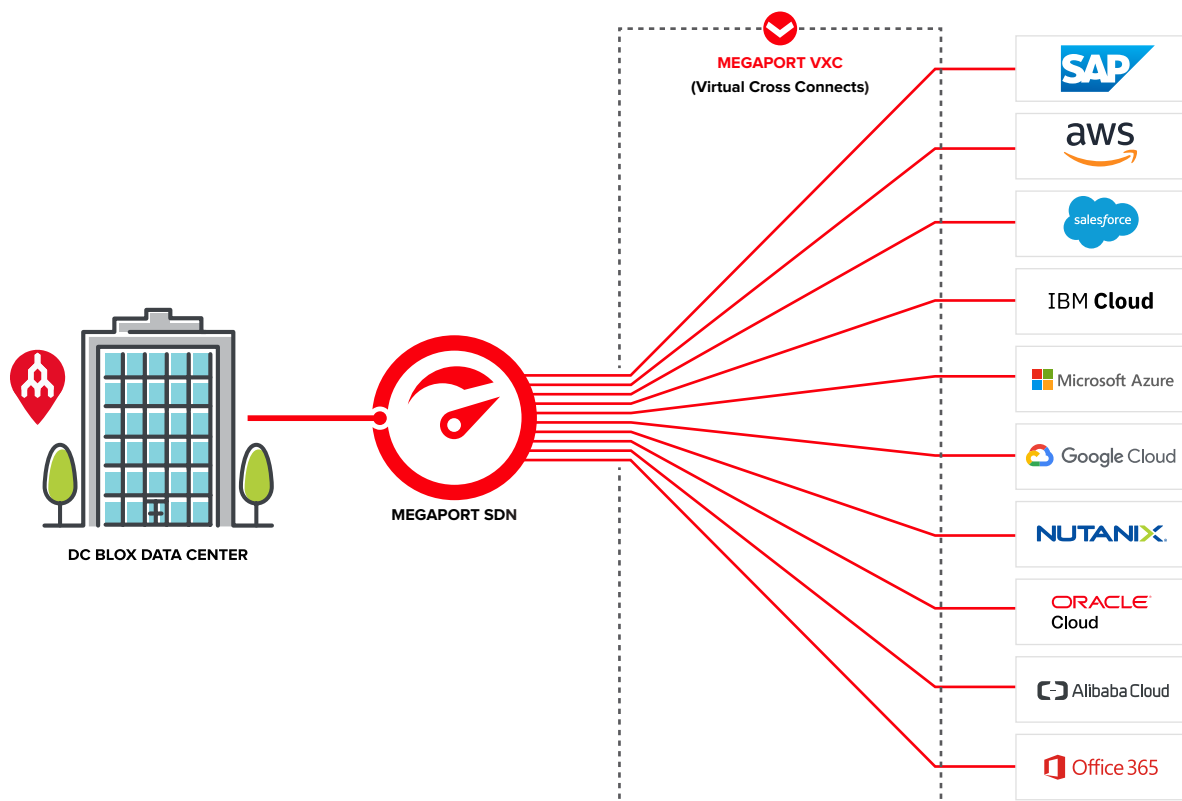 MEGAPORT VXC
(Virtual Cross Connects)
SAP
aws
salesforce
IBM Cloud
Microsoft Azure
Google Cloud
NUTANIX
ORACLE
Cloud
Alibaba Cloud
Office 365
MEGAPORT SDN
DC BLOX DATA CENTER